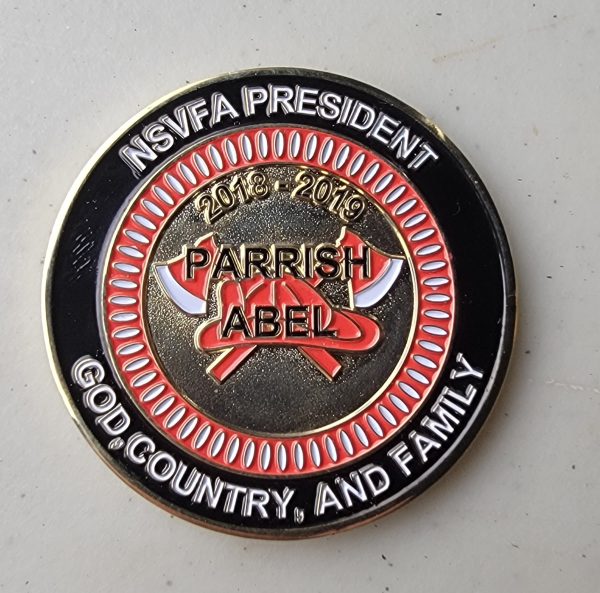 NSVFA PRESIDENT
2018 - 2019
PARRISH
ABEL
GOD, COUNTRY, AND FAMILY